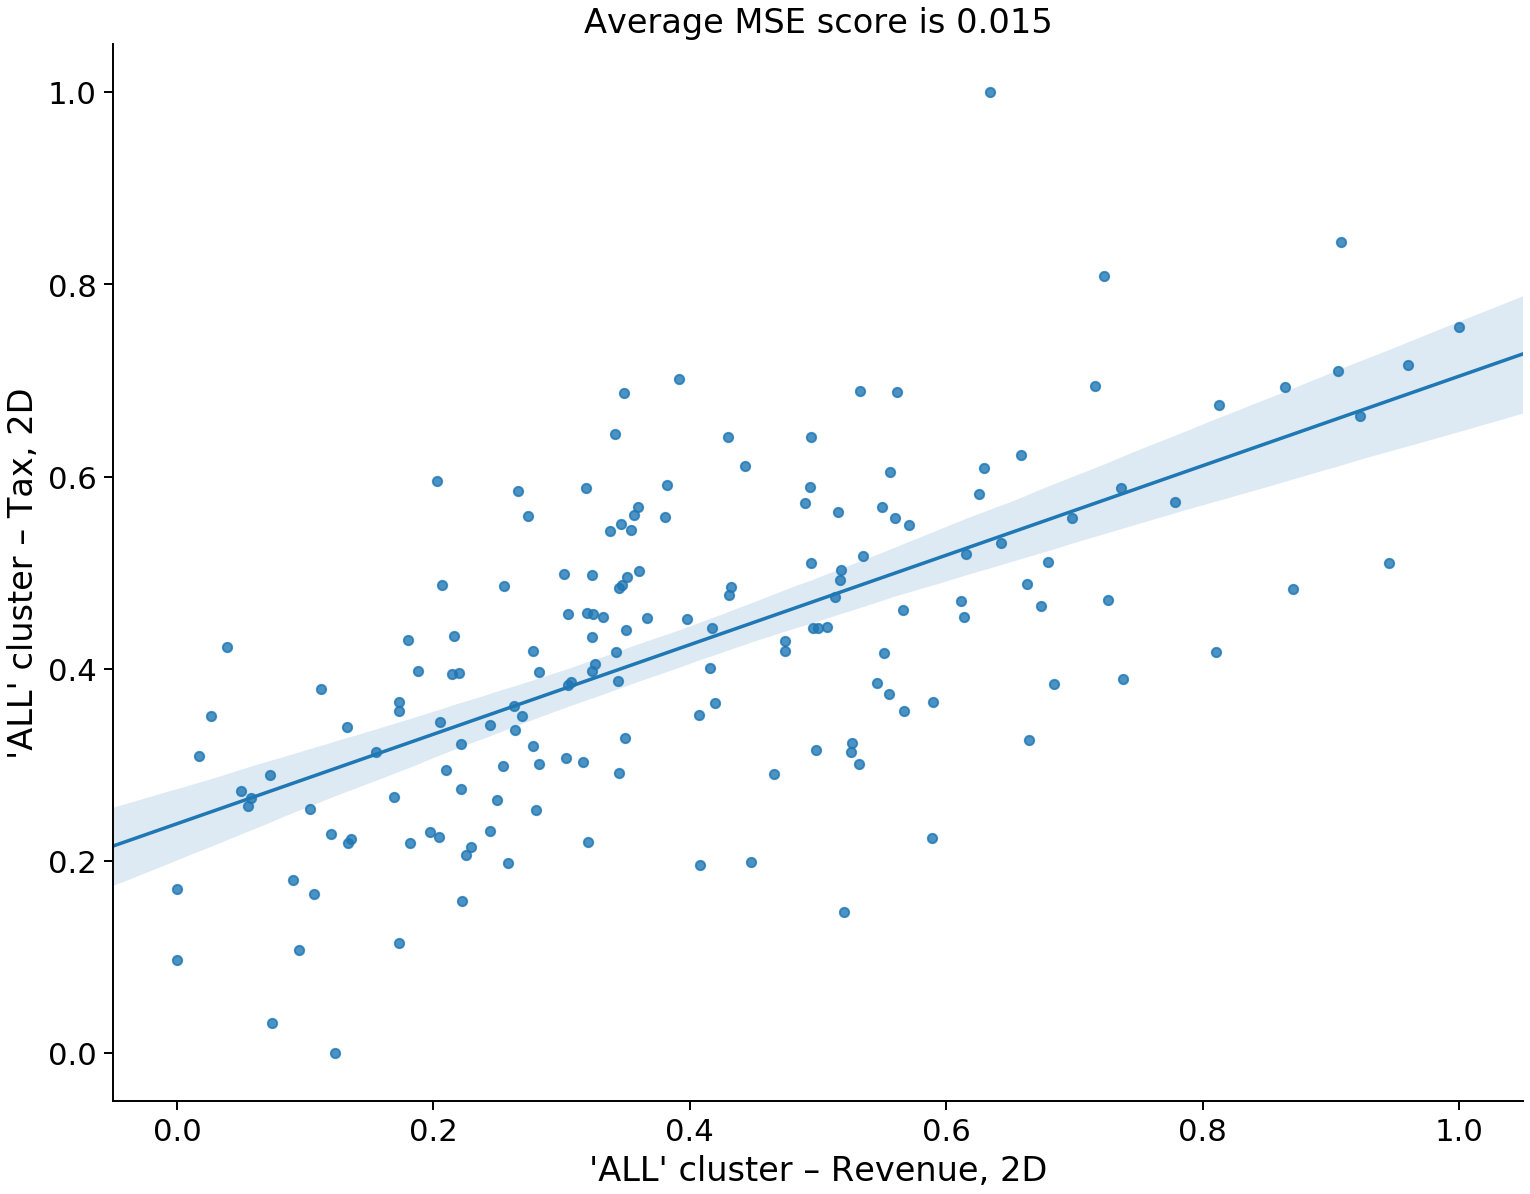 Average MSE score is 0.015
1.0
0.8
0.6
0.4
0.2
0.0
'ALL' cluster – Tax, 2D
0.0 0.2 0.4 0.6 0.8 1.0
'ALL' cluster – Revenue, 2D